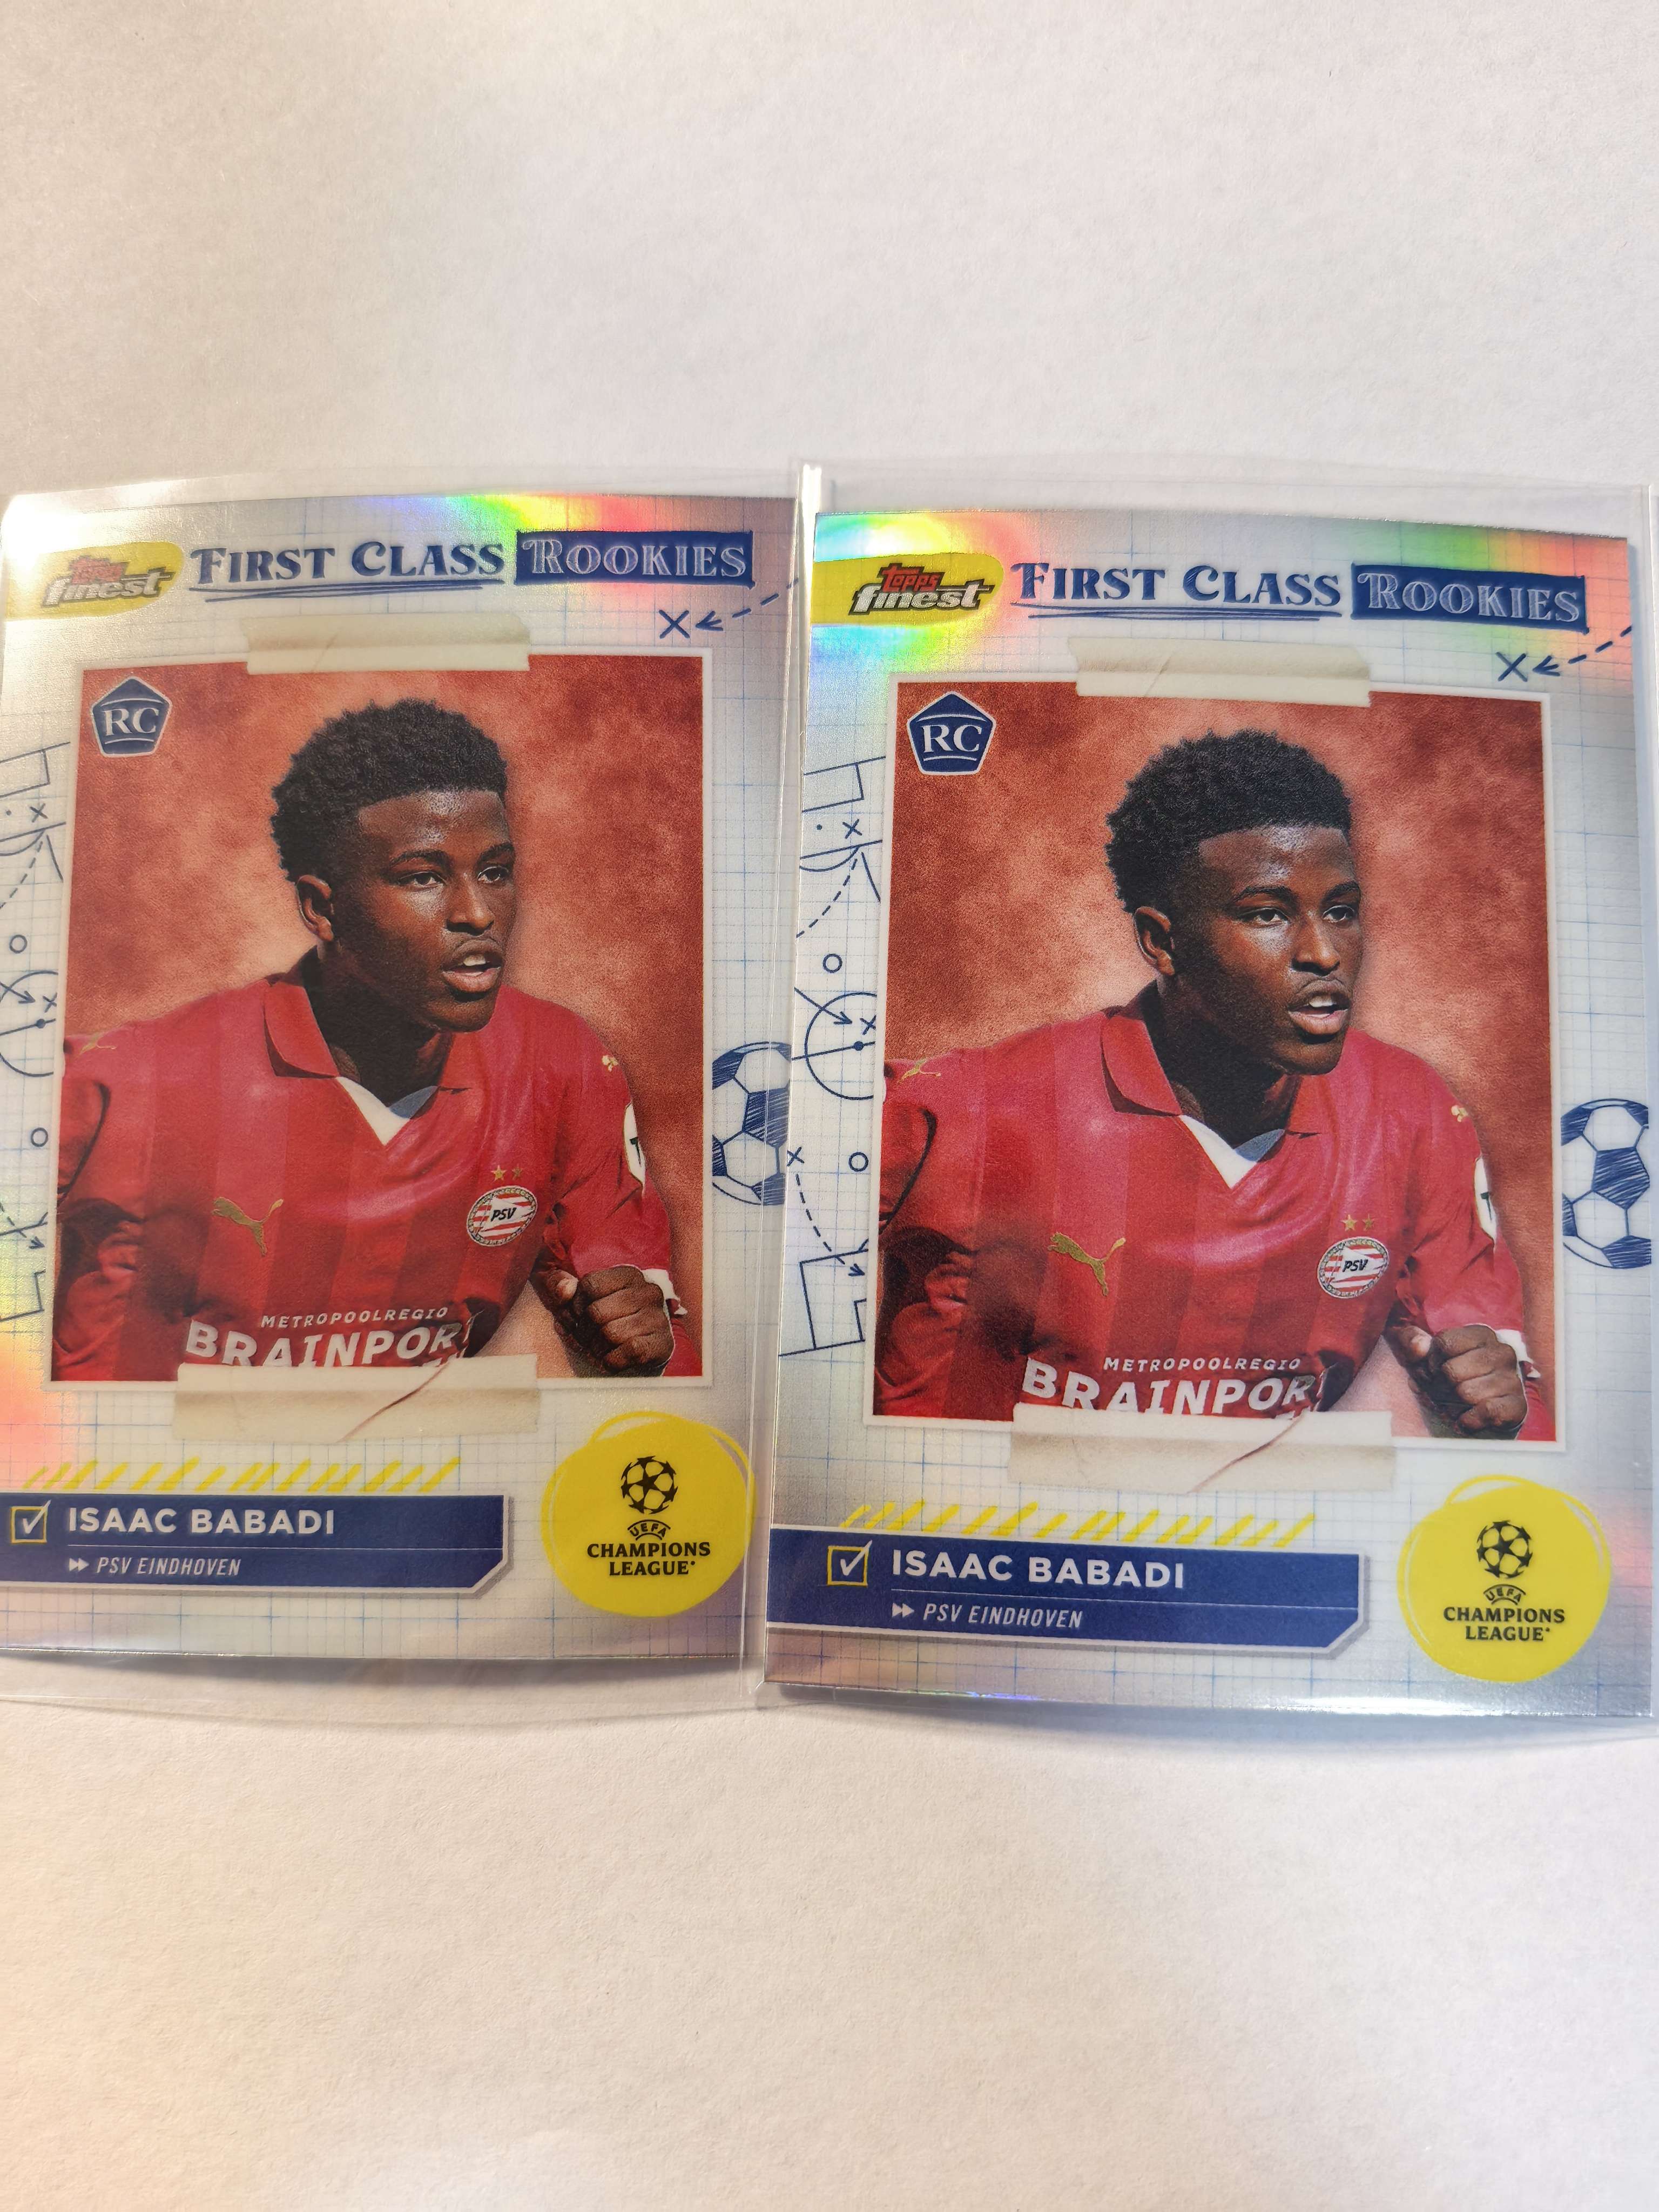 Topps finest FIRST CLASS ROOKIES
RC
PSV
METROPOOLREGIO
BRAINPOR
ISAAC BABADI
PSV EINDHOVEN
UEFA
CHAMPIONS
LEAGUE
Topps finest FIRST CLASS ROOKIES
RC
PSV
METROPOOLREGIO
BRAINPOR
ISAAC BABADI
PSV EINDHOVEN
UEFA
CHAMPIONS
LEAGUE